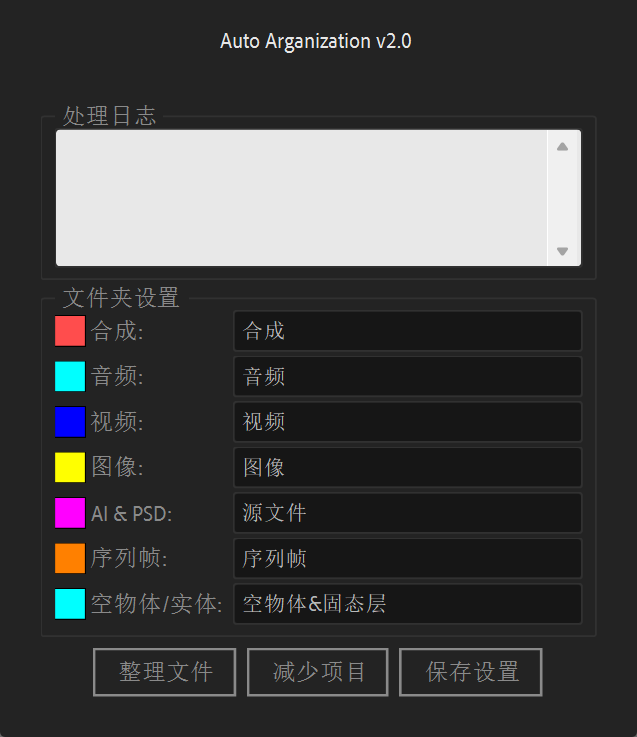 Auto Arganization v2.0
处理日志
文件夹设置
合成: 合成
音频: 音频
视频: 视频
图像: 图像
AI & PSD: 源文件
序列帧: 序列帧
空物体/实体: 空物体&固态层
整理文件 减少项目 保存设置